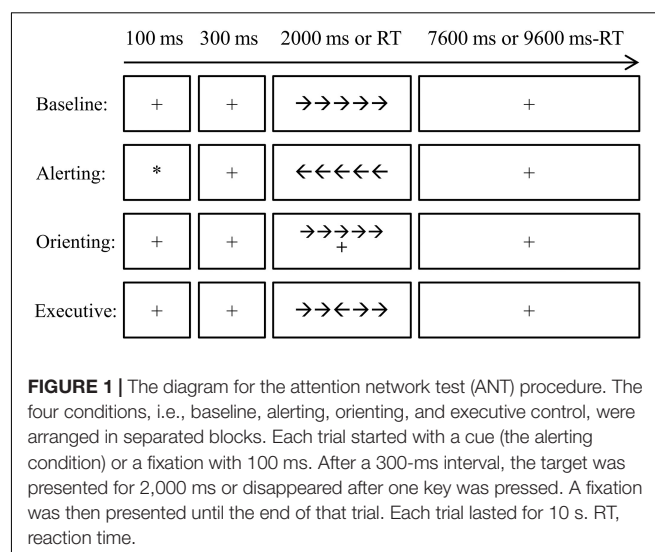 100 ms 300 ms 2000 ms or RT 7600 ms or 9600 ms-RT
Baseline: + + →→→→→ +
Alerting: * + ←←←←← +
Orienting: + + →→→→→ +
+
Executive: + + →→←→→ +
FIGURE 1 | The diagram for the attention network test (ANT) procedure. The
four conditions, i.e., baseline, alerting, orienting, and executive control, were
arranged in separated blocks. Each trial started with a cue (the alerting
condition) or a fixation with 100 ms. After a 300-ms interval, the target was
presented for 2,000 ms or disappeared after one key was pressed. A fixation
was then presented until the end of that trial. Each trial lasted for 10 s. RT,
reaction time.